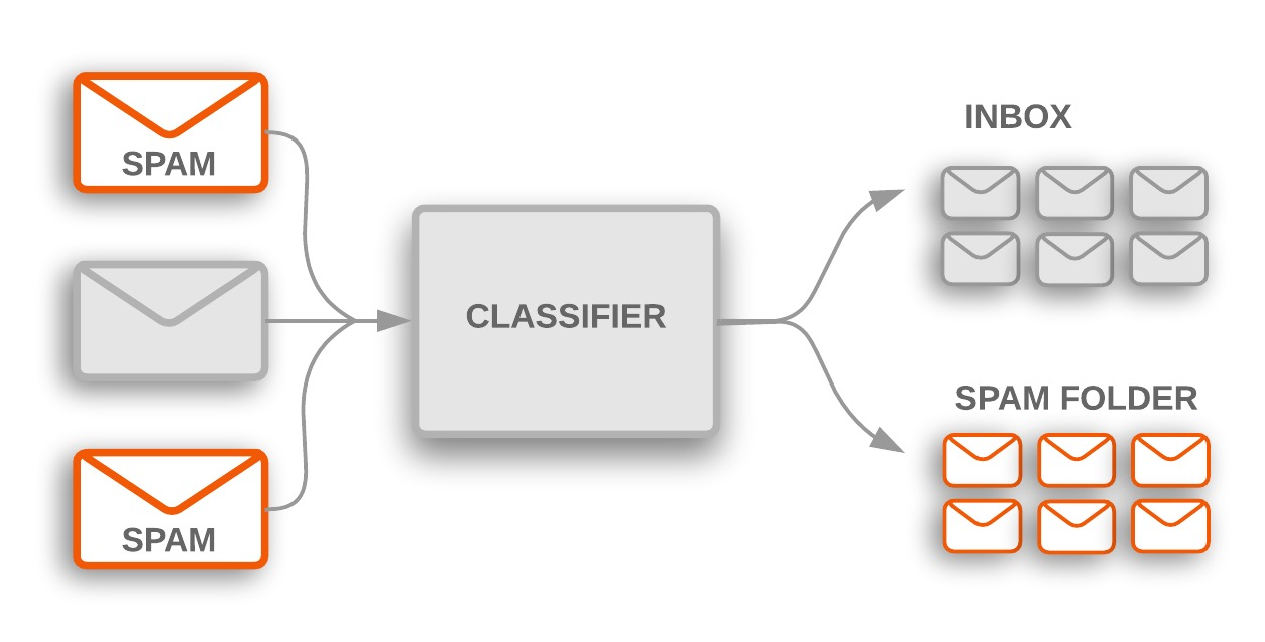 SPAM
SPAM
CLASSIFIER
INBOX
SPAM FOLDER